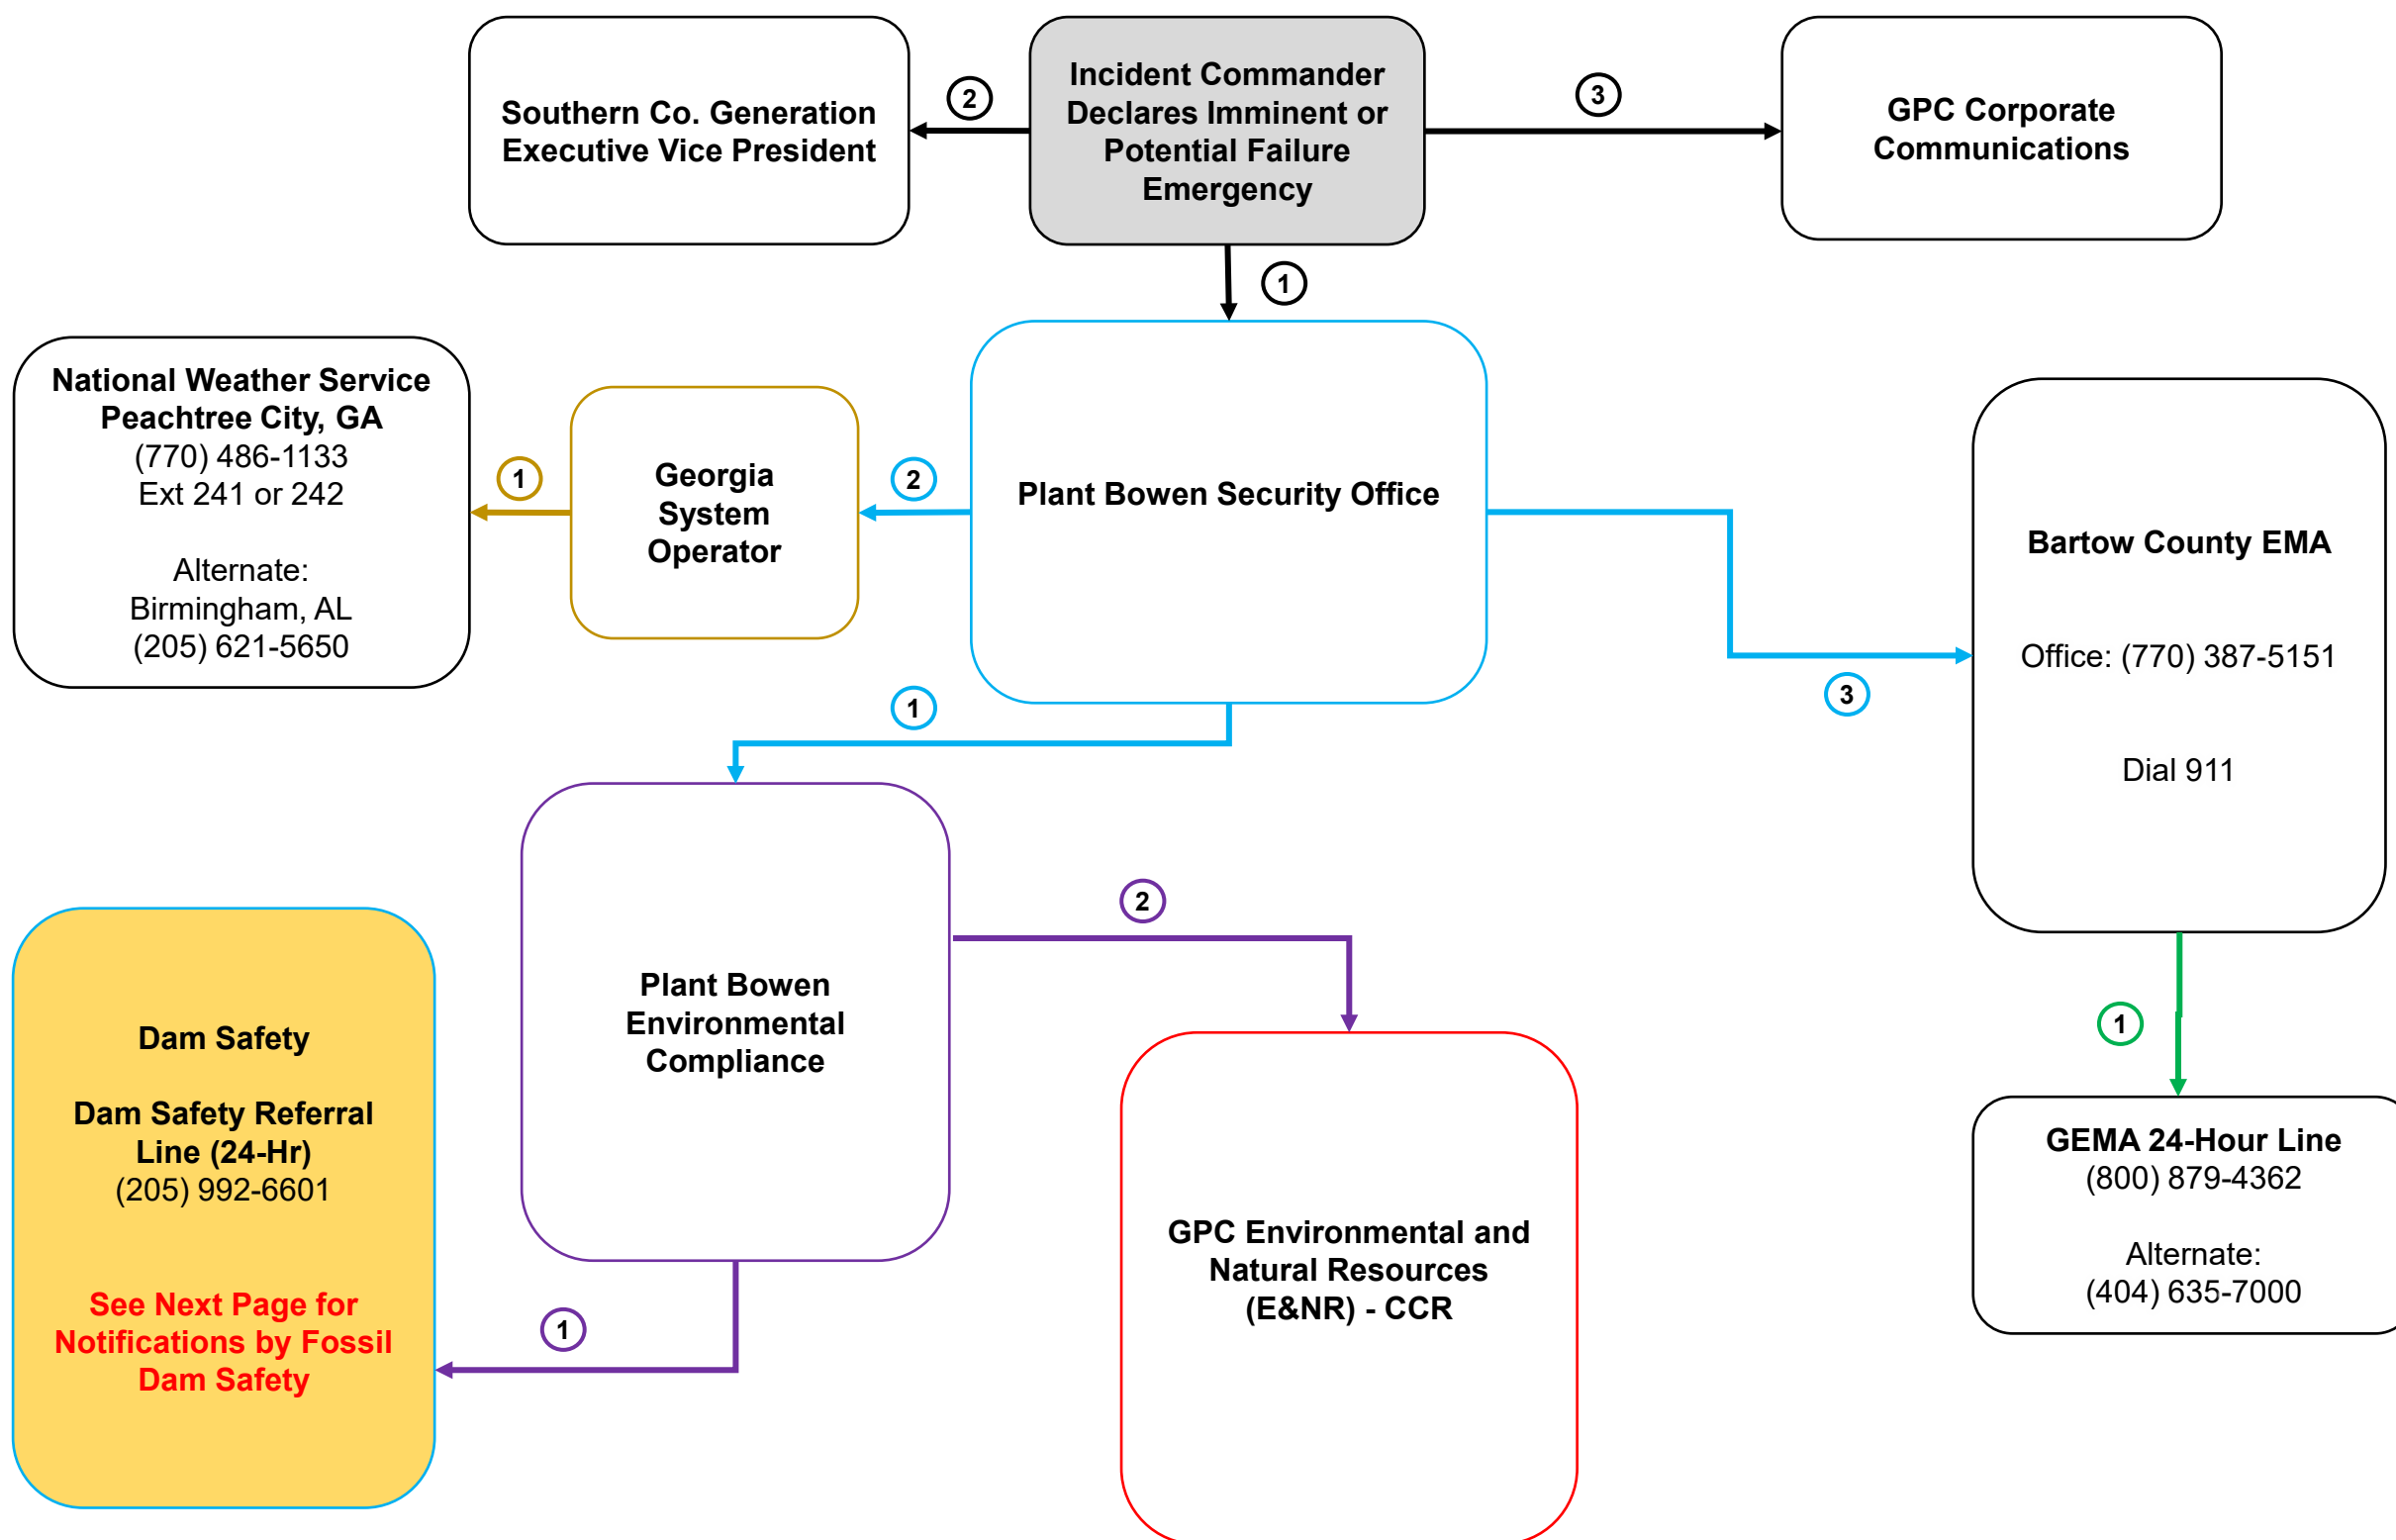 Southern Co. Generation
Executive Vice President
2
Incident Commander
Declares Imminent or
Potential Failure
Emergency
3
GPC Corporate
Communications
1
National Weather Service
Peachtree City, GA
(770) 486-1133
Ext 241 or 242
Alternate:
Birmingham, AL
(205) 621-5650
1
Georgia
System
Operator
2
Plant Bowen Security Office
3
Bartow County EMA
Office: (770) 387-5151
Dial 911
1
Plant Bowen
Environmental
Compliance
2
1
Dam Safety
Dam Safety Referral
Line (24-Hr)
(205) 992-6601
See Next Page for
Notifications by Fossil
Dam Safety
1
GPC Environmental and
Natural Resources
(E&NR) - CCR
GEMA 24-Hour Line
(800) 879-4362
Alternate:
(404) 635-7000